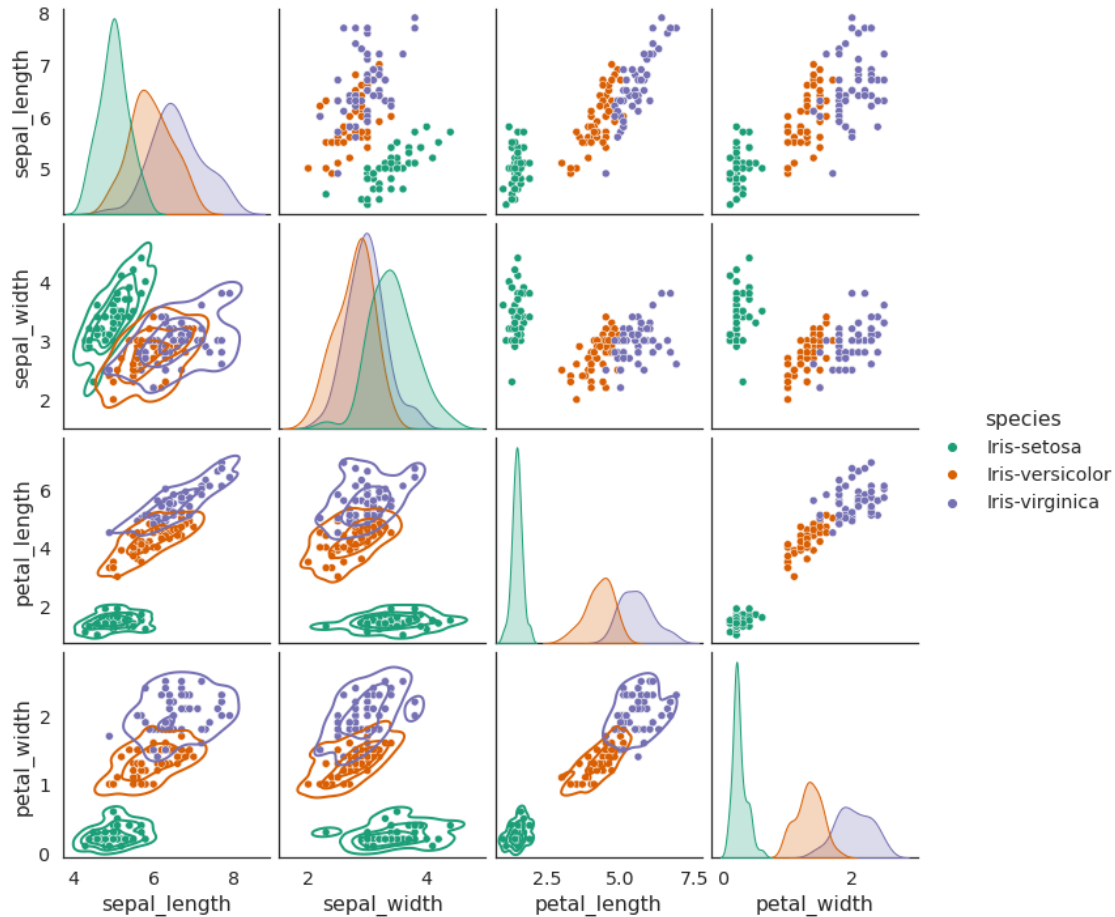 8
7
6
5
sepal_length
4
3
2
sepal_width
6
4
2
petal_length
2
1
0
petal_width
4 6 8
2 4
2.5 5.0 7.5
0 2
sepal_length
sepal_width
petal_length
petal_width
species
Iris-setosa
Iris-versicolor
Iris-virginica